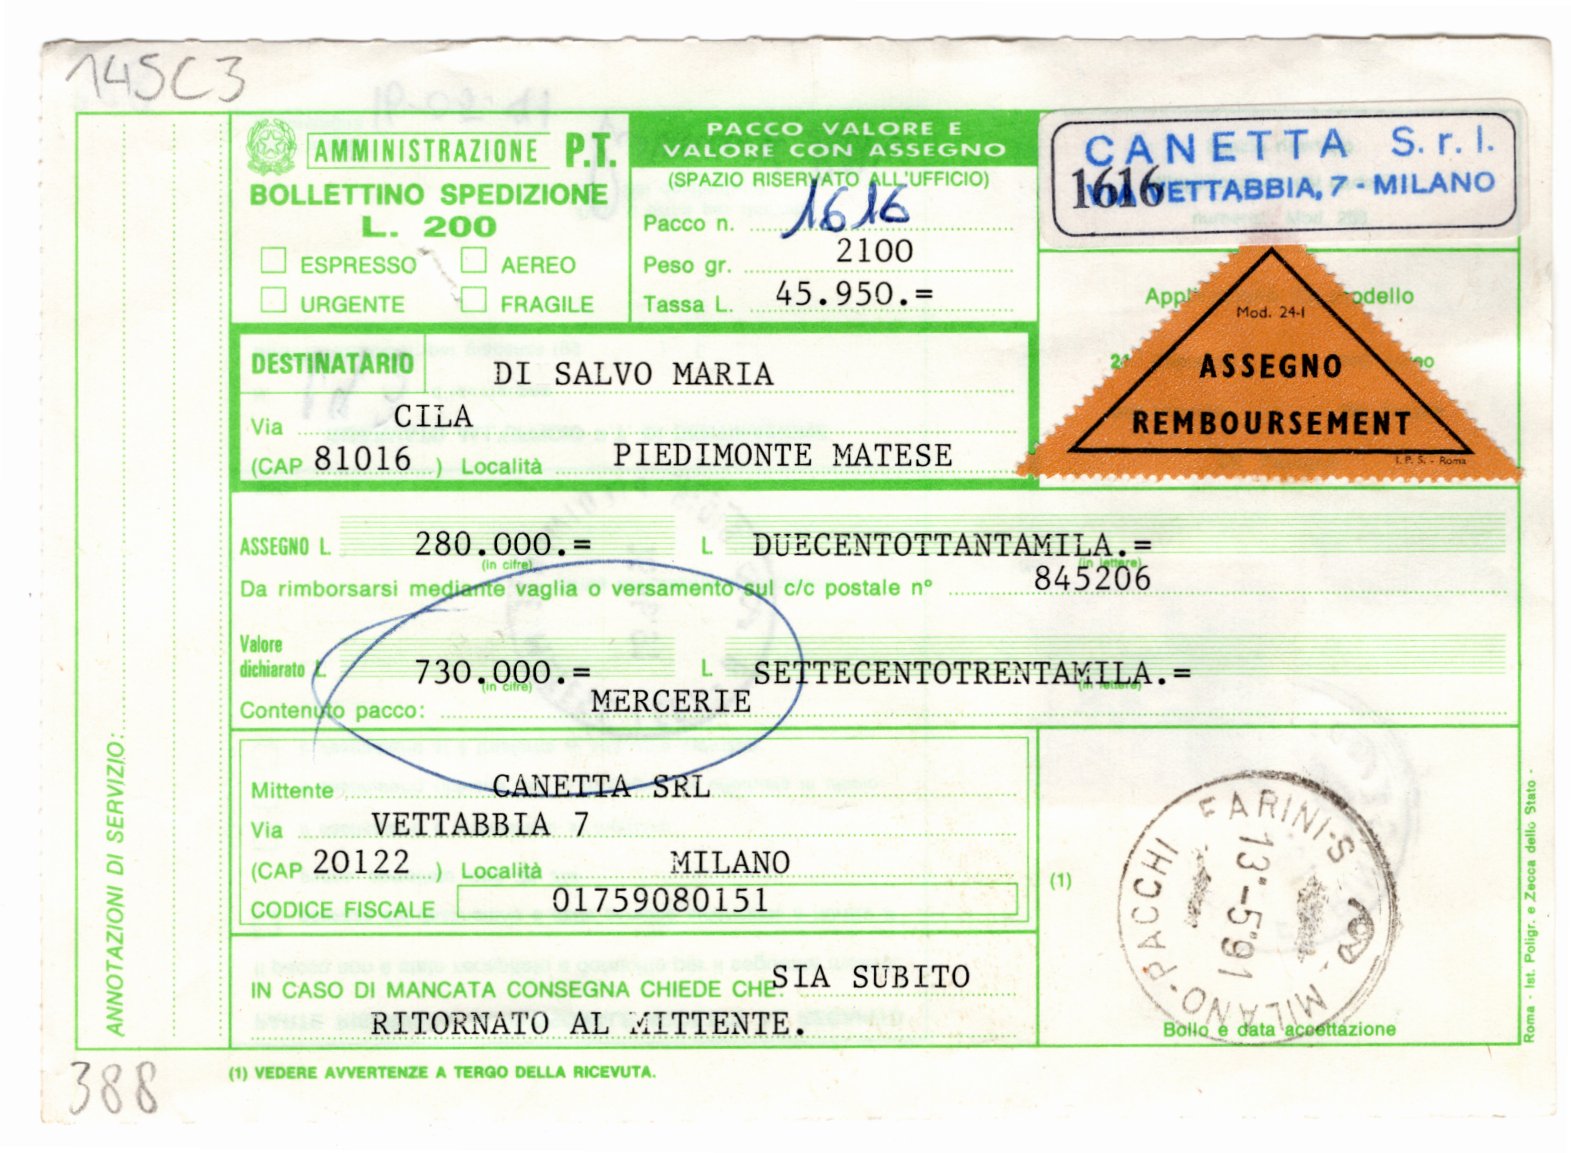 145C3
AMMINISTRAZIONE P.T.
BOLLETTINO SPEDIZIONE
L. 200
ESPRESSO AEREO
URGENTE FRAGILE
PACCO VALORE E
VALORE CON ASSEGNO
(SPAZIO RISERVATO ALL'UFFICIO)
Pacco n. 1616
Peso gr. 2100
Tassa L. 45.950.=
CANETTA S.r.l.
VIA VETTABBIA, 7 - MILANO
1616
Mod. 24-I
ASSEGNO
REMBOURSEMENT
I. P. S. - Roma
DESTINATARIO DI SALVO MARIA
Via CILA
(CAP 81016 ) Località PIEDIMONTE MATESE
ASSEGNO L. 280.000.= L. DUECENTOTTANTAMILA.=
(in cifre) (in lettere)
Da rimborsarsi mediante vaglia o versamento sul c/c postale n° 845206
Valore
dichiarato L. 730.000.= L. SETTECENTOTRENTAMILA.=
(in cifre) (in lettere)
Contenuto pacco: MERCERIE
Mittente CANETTA SRL
Via VETTABBIA 7
(CAP 20122 ) Località MILANO
CODICE FISCALE 01759080151
IN CASO DI MANCATA CONSEGNA CHIEDE CHE: SIA SUBITO
RITORNATO AL MITTENTE.
(1)
MILANO-PACCHI FARINI-S
13-5 91
Bollo e data accettazione
ANNOTAZIONI DI SERVIZIO:
Roma - Ist. Poligr. e Zecca dello Stato -
388
(1) VEDERE AVVERTENZE A TERGO DELLA RICEVUTA.